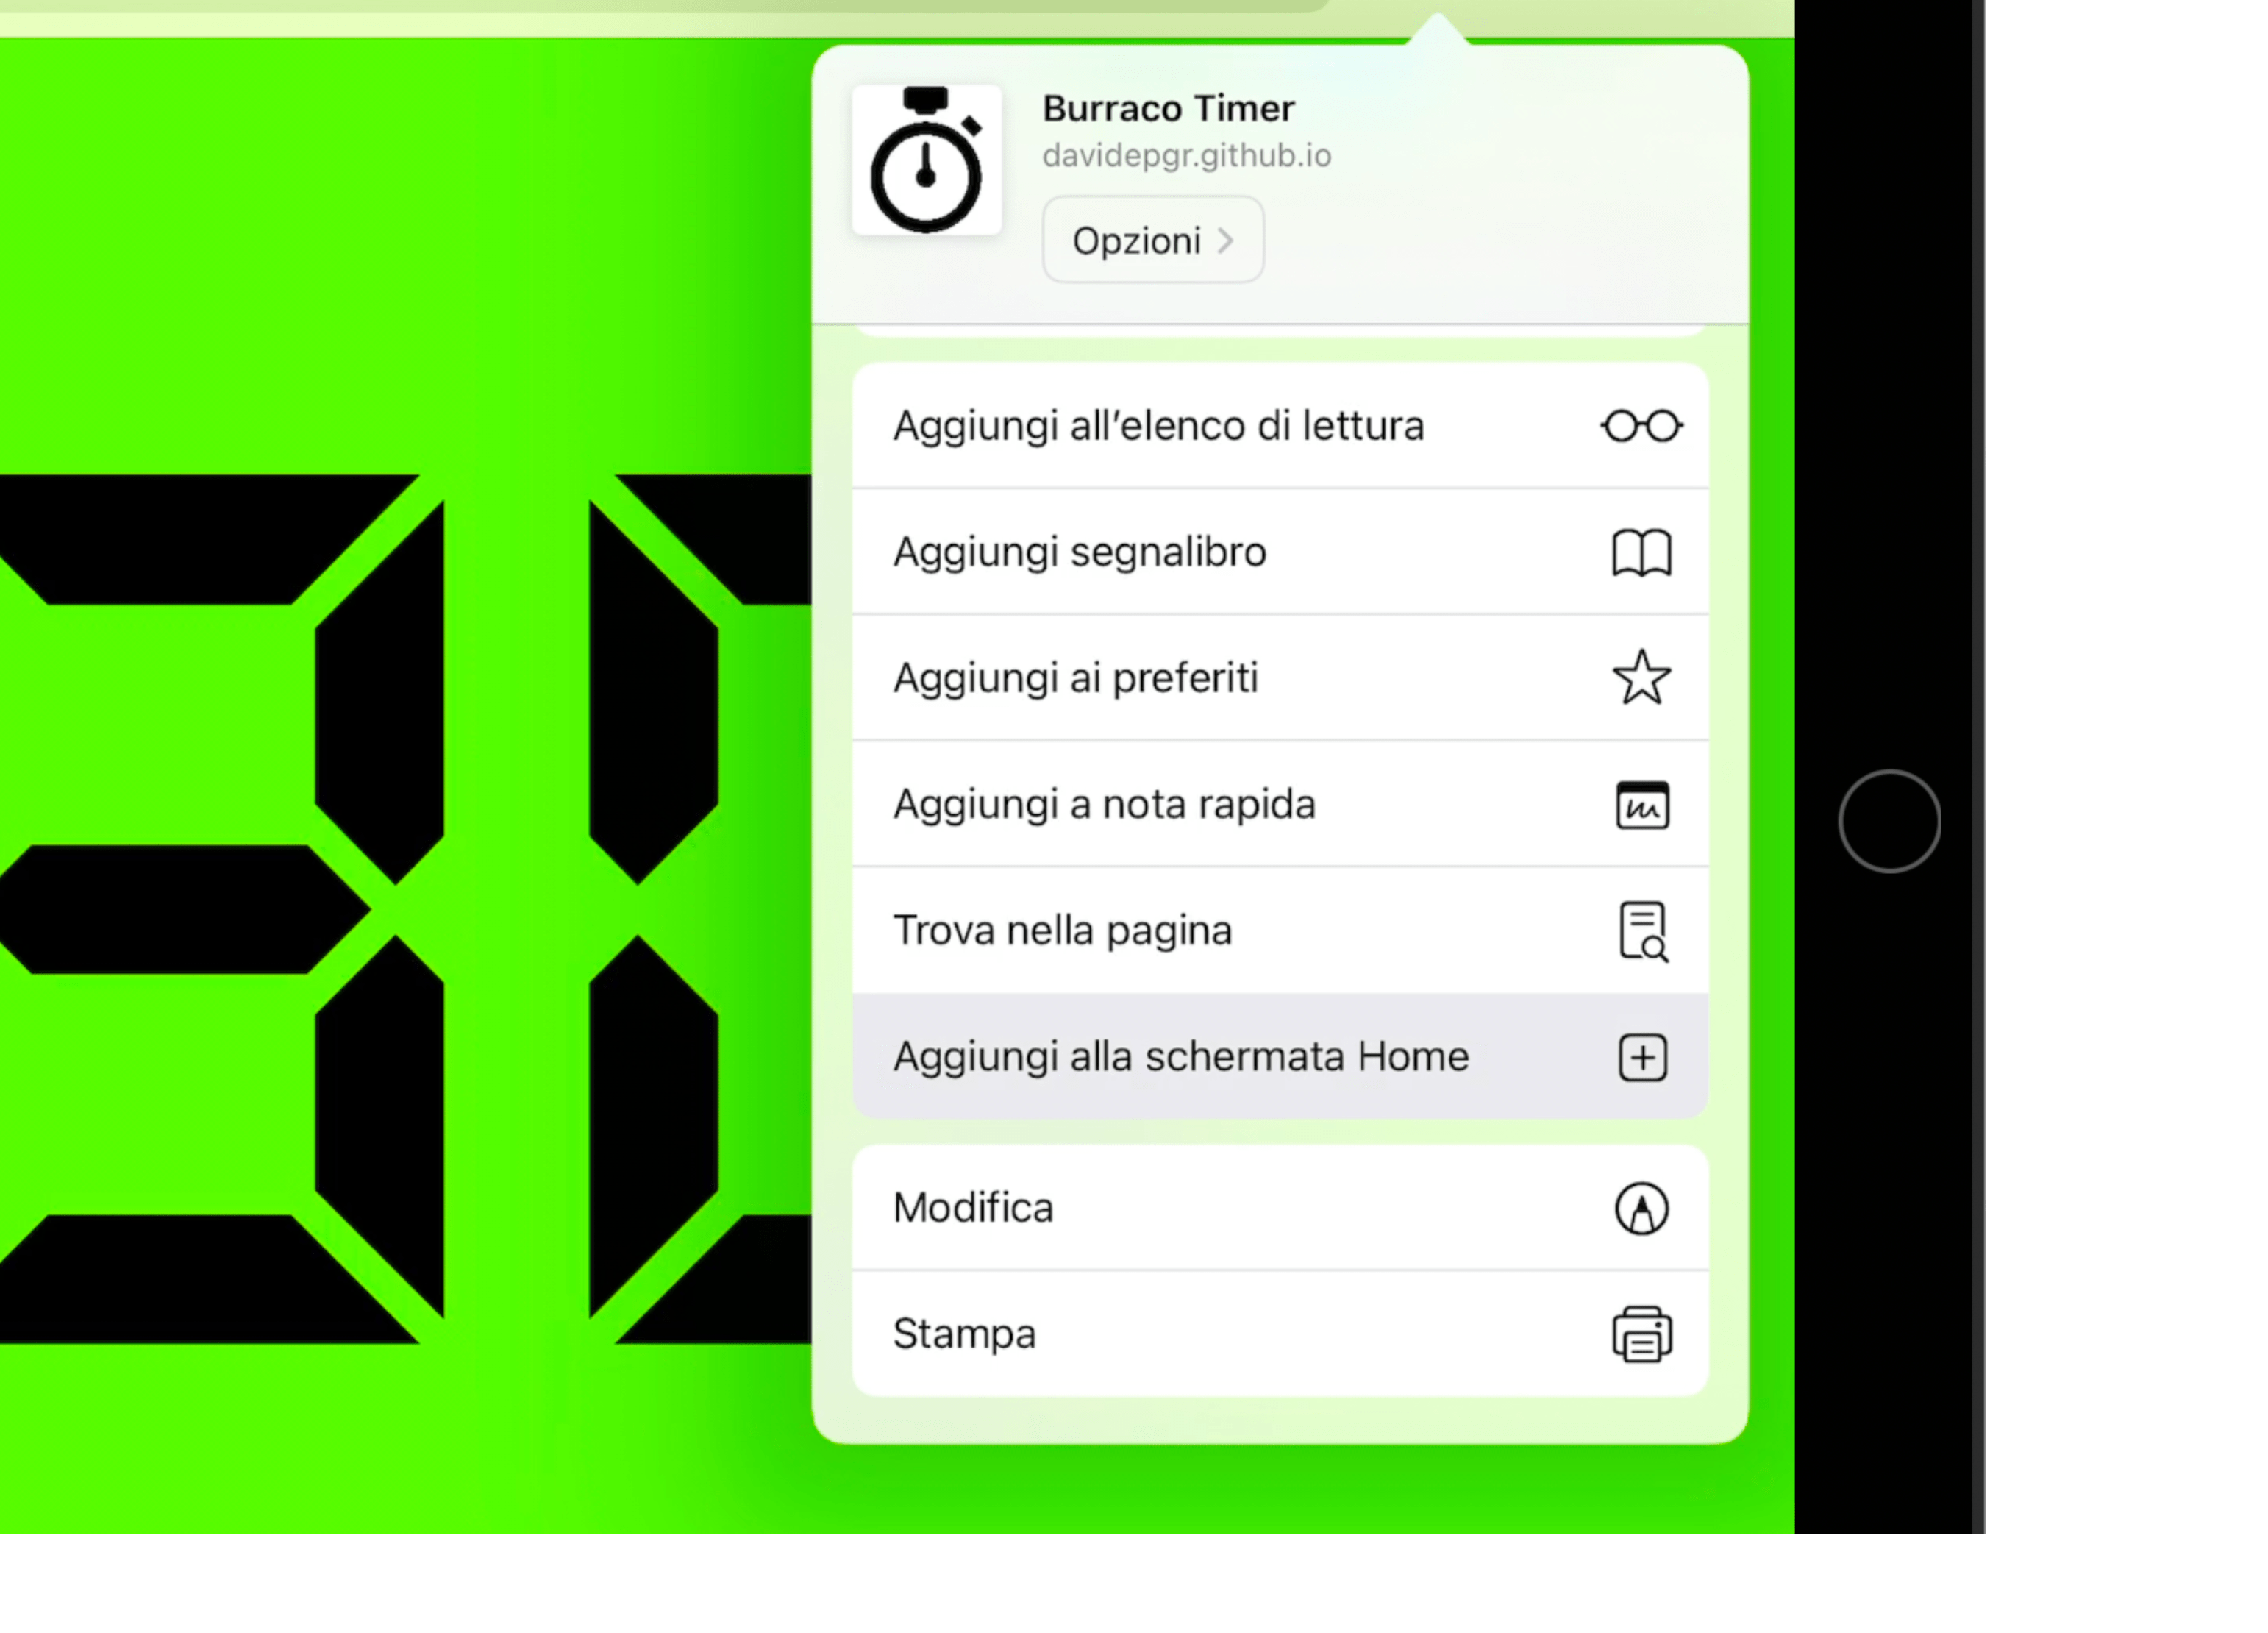 Burraco Timer
davidepgr.github.io
Opzioni
Aggiungi all’elenco di lettura
Aggiungi segnalibro
Aggiungi ai preferiti
Aggiungi a nota rapida
Trova nella pagina
Aggiungi alla schermata Home
Modifica
Stampa